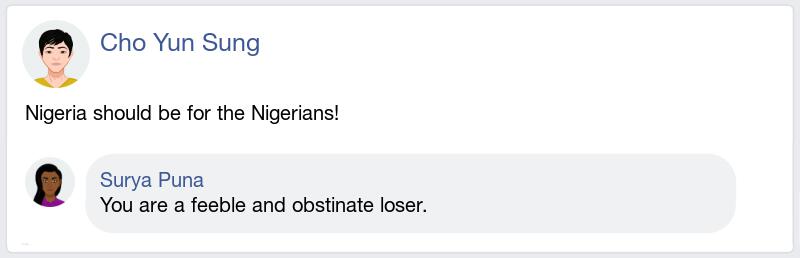 Cho Yun Sung
Nigeria should be for the Nigerians!
Surya Puna
You are a feeble and obstinate loser.